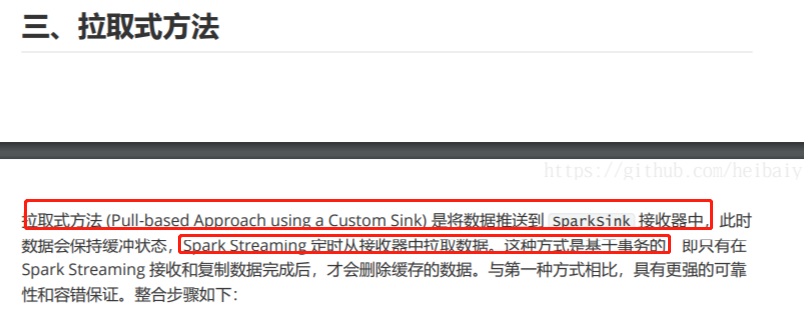 三、拉取式方法
https://github.com/heibaiy
拉取式方法 (Pull-based Approach using a Custom Sink) 是将数据推送到 SparkSink 接收器中，此时
数据会保持缓冲状态，Spark Streaming 定时从接收器中拉取数据。这种方式是基于事务的，即只有在
Spark Streaming 接收和复制数据完成后，才会删除缓存的数据。与第一种方式相比，具有更强的可靠
性和容错保证。整合步骤如下：